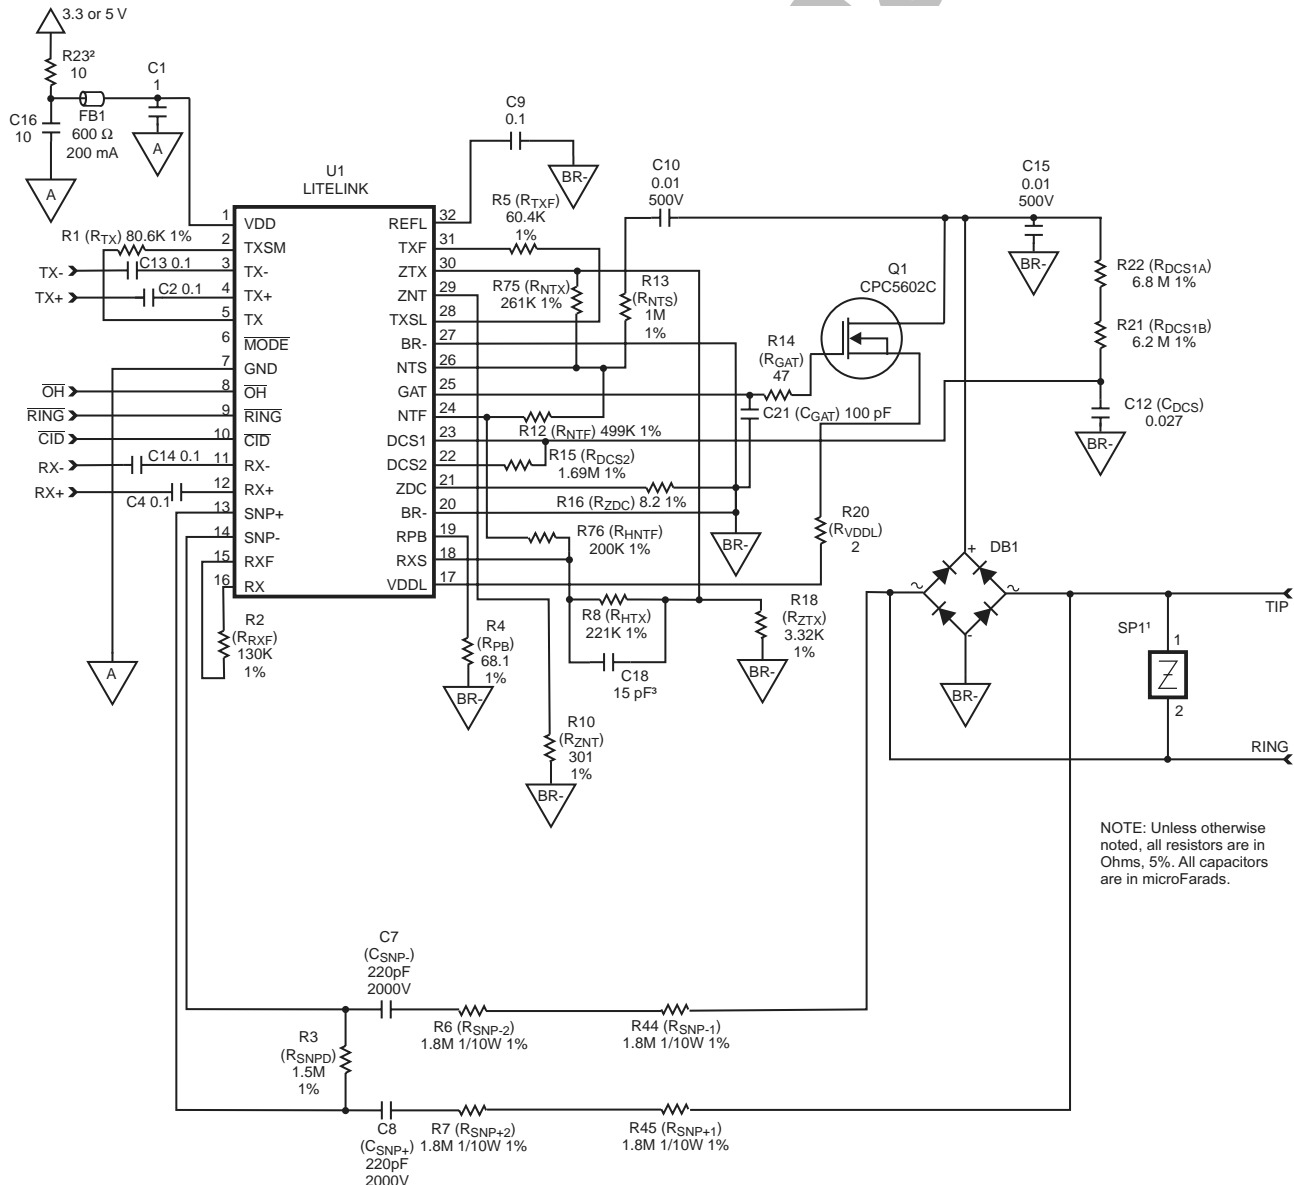 3.3 or 5 V
R23²
10
C1
1
C16
10
FB1
600 Ω
200 mA
A
A
C9
0.1
BR-
U1
LITELINK
C10
0.01
500V
C15
0.01
500V
BR-
R5 (RTXF)
60.4K
1%
R1 (RTX) 80.6K 1%
TX-
C13 0.1
TX+
C2 0.1
1 VDD
2 TXSM
3 TX-
4 TX+
5 TX
6 MODE
7 GND
8 OH
9 RING
10 CID
11 RX-
12 RX+
13 SNP+
14 SNP-
15 RXF
16 RX
REFL 32
TXF 31
ZTX 30
ZNT 29
TXSL 28
BR- 27
NTS 26
GAT 25
NTF 24
DCS1 23
DCS2 22
ZDC 21
BR- 20
RPB 19
RXS 18
VDDL 17
OH
RING
CID
RX-
C14 0.1
RX+
C4 0.1
R75 (RNTX)
261K 1%
R13
(RNTS)
1M
1%
Q1
CPC5602C
R22 (RDCS1A)
6.8 M 1%
R21 (RDCS1B)
6.2 M 1%
R14
(RGAT)
47
C21 (CGAT) 100 pF
C12 (CDCS)
0.027
BR-
R12 (RNTF) 499K 1%
R15 (RDCS2)
1.69M 1%
R16 (RZDC) 8.2 1%
R20
(RVDDL)
2
R76 (RHNTF)
200K 1%
BR-
DB1
+
~
~
-
BR-
R8 (RHTX)
221K 1%
C18
15 pF³
R18
(RZTX)
3.32K
1%
BR-
R2
(RRXF)
130K
1%
A
R4
(RPB)
68.1
1%
BR-
R10
(RZNT)
301
1%
BR-
TIP
SP1¹
1
2
RING
NOTE: Unless otherwise
noted, all resistors are in
Ohms, 5%. All capacitors
are in microFarads.
C7
(CSNP-)
220pF
2000V
R6 (RSNP-2)
1.8M 1/10W 1%
R44 (RSNP-1)
1.8M 1/10W 1%
R3
(RSNPD)
1.5M
1%
C8
(CSNP+)
220pF
2000V
R7 (RSNP+2)
1.8M 1/10W 1%
R45 (RSNP+1)
1.8M 1/10W 1%